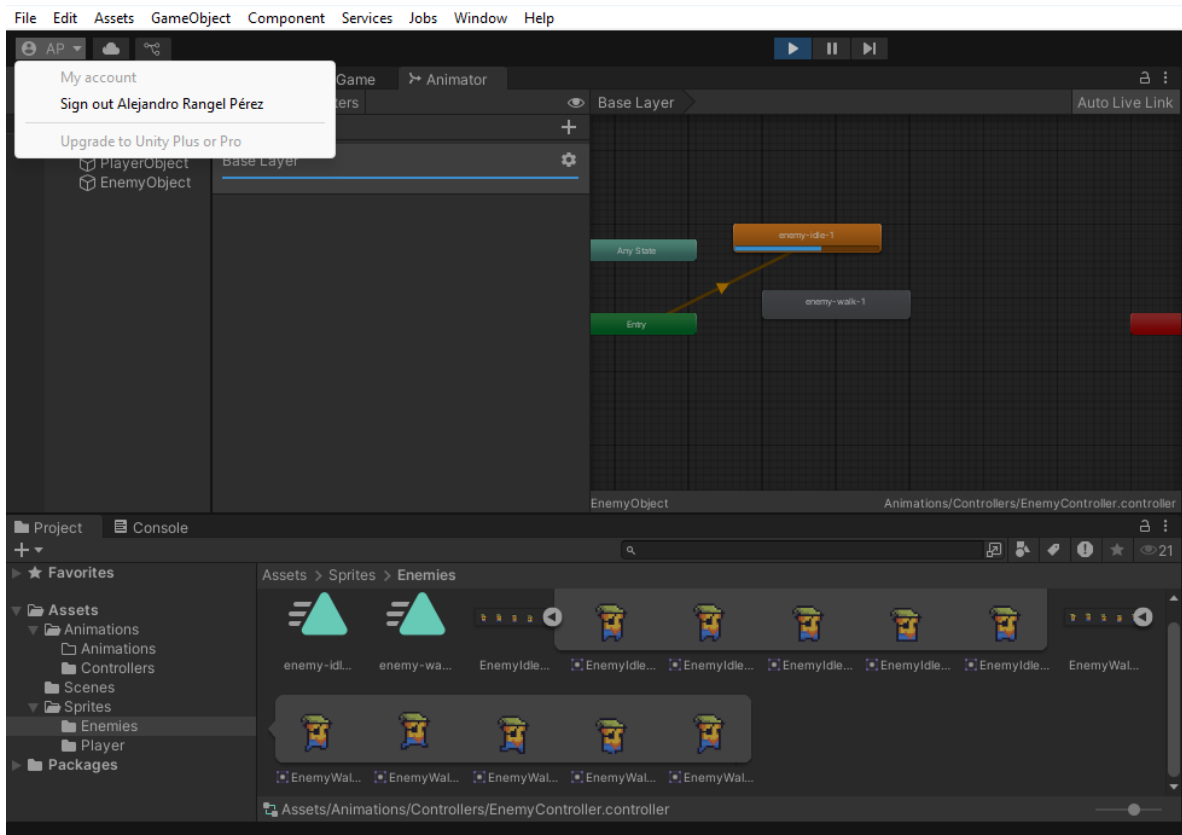 File Edit Assets GameObject Component Services Jobs Window Help
AP
My account
Sign out Alejandro Rangel Pérez
Upgrade to Unity Plus or Pro
Game Animator
ers Base Layer Auto Live Link
Base Layer
PlayerObject
EnemyObject
enemy-idle-1
Any State
enemy-walk-1
Entry
EnemyObject Animations/Controllers/EnemyController.controller
Project Console
21
Favorites
Assets > Sprites > Enemies
Assets
Animations
Animations
Controllers
Scenes
Sprites
Enemies
Player
Packages
enemy-idl... enemy-wa... EnemyIdle... EnemyIdle... EnemyIdle... EnemyIdle... EnemyIdle... EnemyIdle... EnemyWal...
EnemyWal... EnemyWal... EnemyWal... EnemyWal... EnemyWal...
Assets/Animations/Controllers/EnemyController.controller